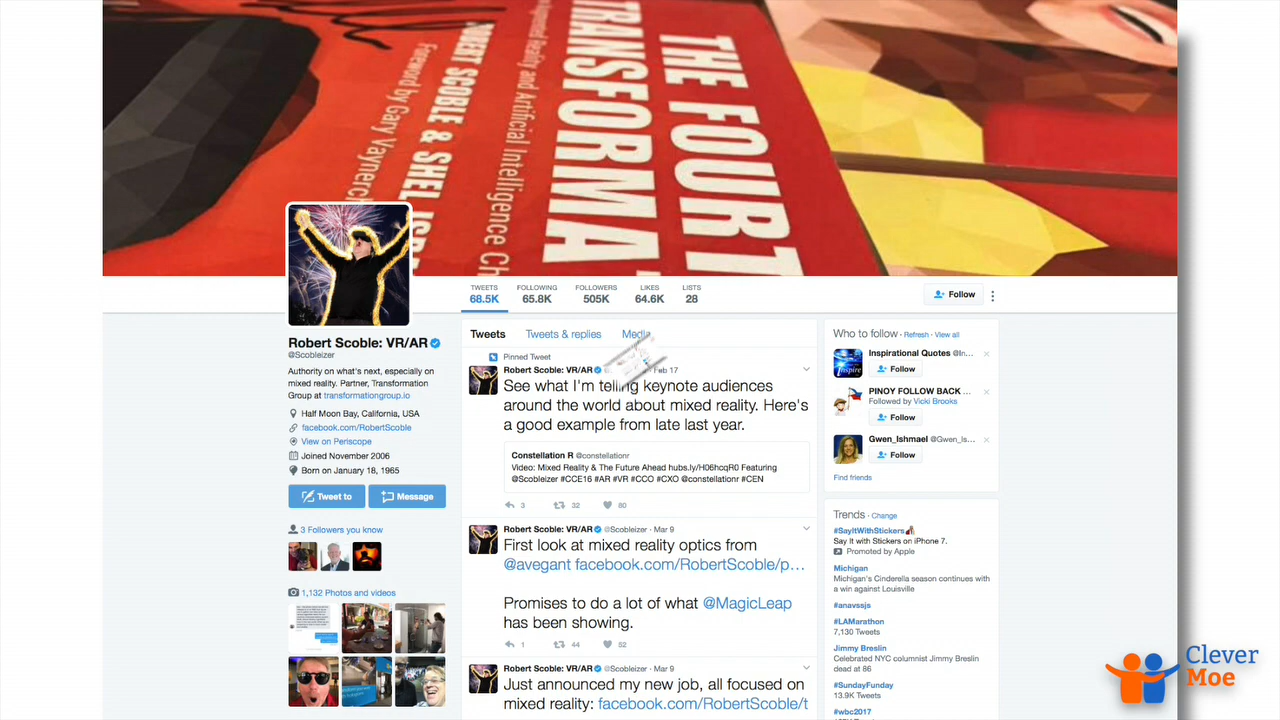 THE FOURT
TRANSFORMA
Augmented Reality and Artificial Intelligence Ch
ROBERT SCOBLE & SHEL ISR
Foreword by Gary Vaynerch
TWEETS
68.5K
FOLLOWING
65.8K
FOLLOWERS
505K
LIKES
64.6K
LISTS
28
Follow
Robert Scoble: VR/AR
@Scobleizer
Authority on what's next, especially on
mixed reality. Partner, Transformation
Group at transformationgroup.io
Half Moon Bay, California, USA
facebook.com/RobertScoble
View on Periscope
Joined November 2006
Born on January 18, 1965
Tweet to
Message
3 Followers you know
1,132 Photos and videos
Tweets
Tweets & replies
Media
Pinned Tweet
Robert Scoble: VR/AR Feb 17
See what I'm telling keynote audiences
around the world about mixed reality. Here's
a good example from late last year.
Constellation R @constellationr
Video: Mixed Reality & The Future Ahead hubs.ly/H06hcqR0 Featuring
@Scobleizer #CCE16 #AR #VR #CCO #CXO @constellationr #CEN
3 32 80
Robert Scoble: VR/AR @Scobleizer · Mar 9
First look at mixed reality optics from
@avegant facebook.com/RobertScoble/p…
Promises to do a lot of what @MagicLeap
has been showing.
1 44 52
Robert Scoble: VR/AR @Scobleizer · Mar 9
Just announced my new job, all focused on
mixed reality: facebook.com/RobertScoble/t
Who to follow · Refresh · View all
Inspirational Quotes @In…
Follow
PINOY FOLLOW BACK …
Followed by Vicki Brooks
Follow
Gwen_Ishmael @Gwen_Is…
Follow
Find friends
Trends · Change
#SayItWithStickers
Say It with Stickers on iPhone 7.
Promoted by Apple
Michigan
Michigan's Cinderella season continues with
a win against Louisville
#anavssjs
#LAMarathon
7,130 Tweets
Jimmy Breslin
Celebrated NYC columnist Jimmy Breslin
dead at 86
#SundayFunday
13.9K Tweets
#wbc2017
Clever
Moe